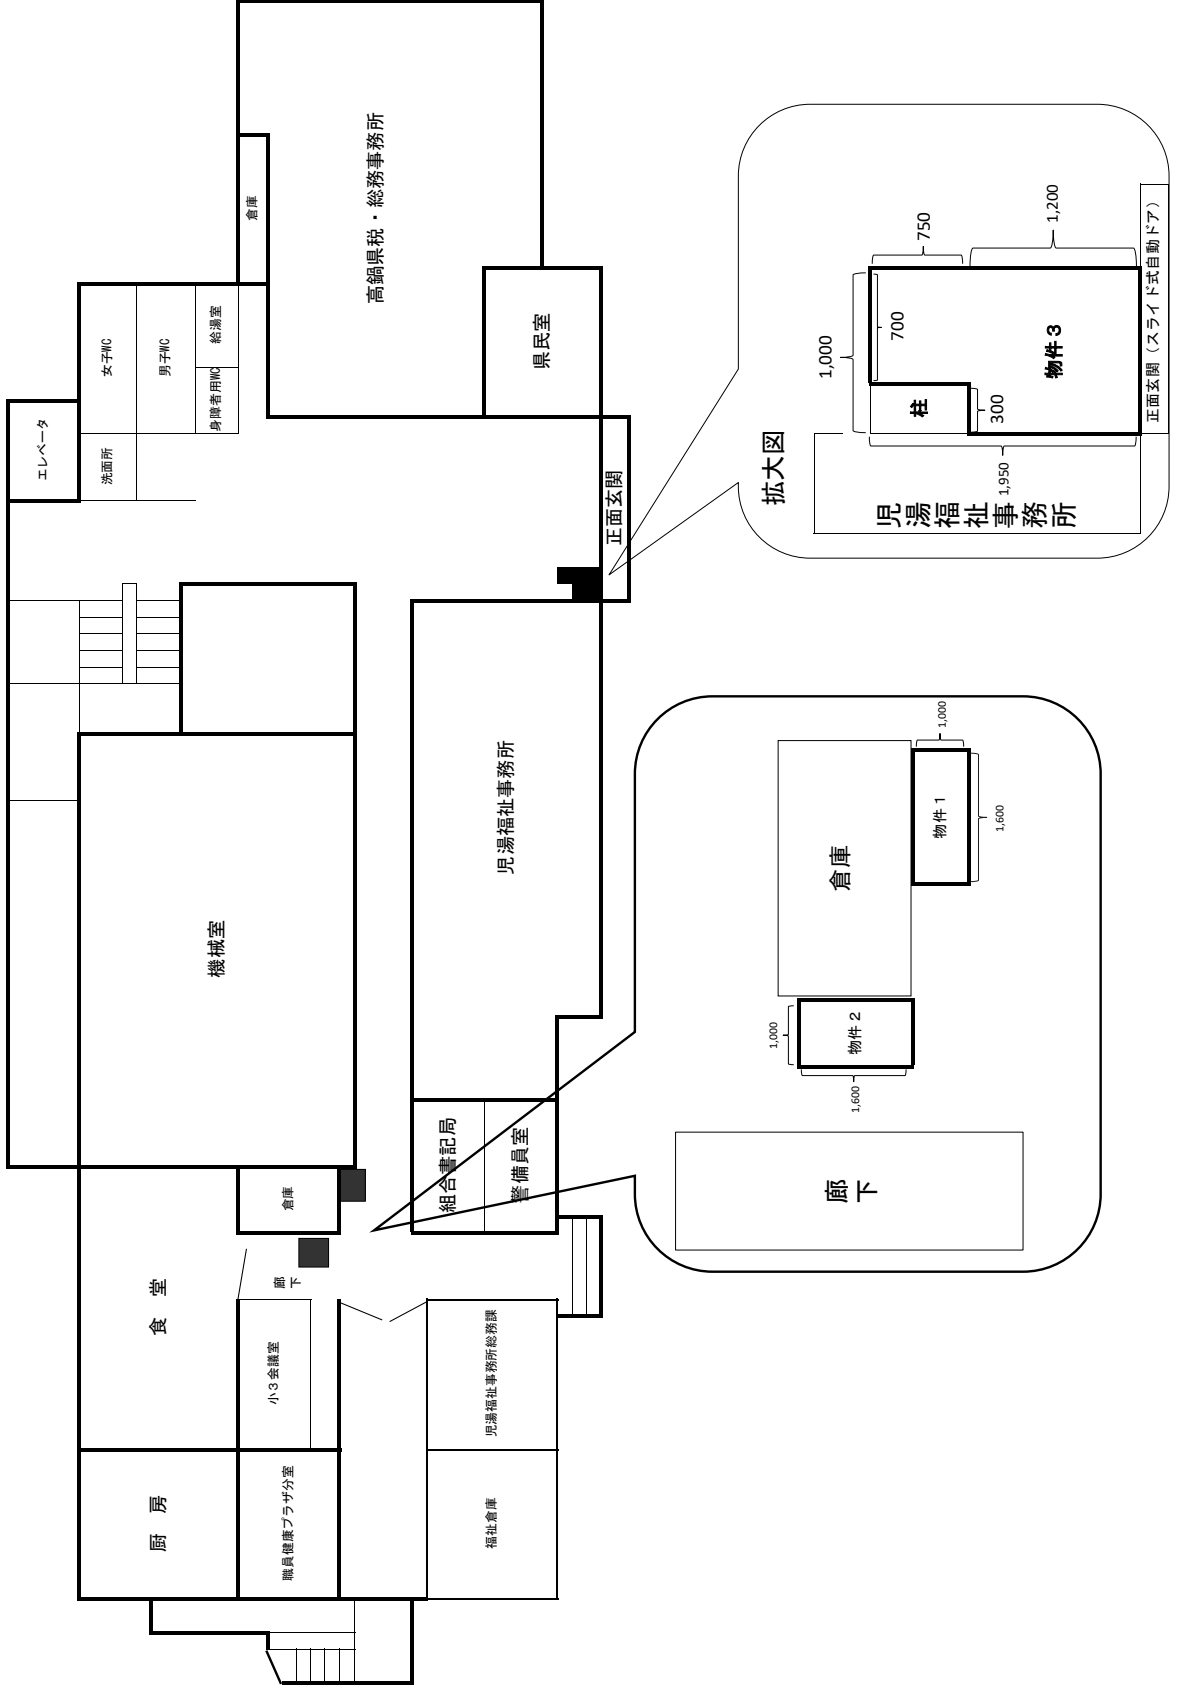 エレベータ
洗面所
女子WC
男子WC
身障者用WC
給湯室
倉庫
高鍋県税・総務事務所
県民室
正面玄関
機械室
児湯福祉事務所
組合書記局
警備員室
倉庫
廊
下
食　堂
小３会議室
厨　房
職員健康プラザ分室
児湯福祉事務所総務課
福祉倉庫
拡大図
児湯福祉事務所
柱
物件３
1,000
700
750
1,200
300
1,950
正面玄関（スライド式自動ドア）
廊
下
倉庫
物件２
1,000
1,600
物件１
1,000
1,600